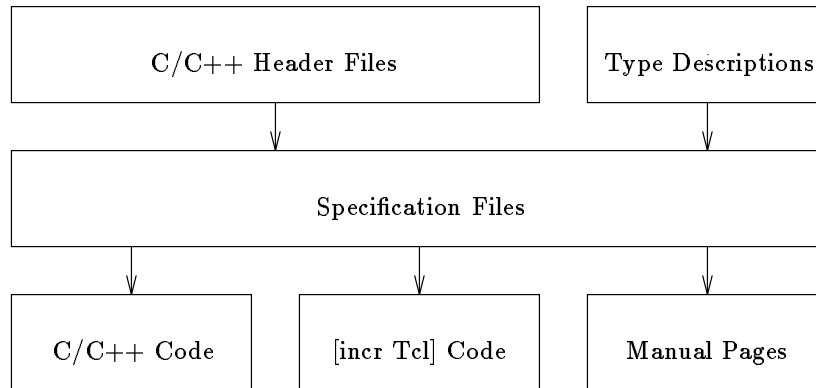 C/C++ Header Files
Type Descriptions
Specification Files
C/C++ Code
[incr Tcl] Code
Manual Pages